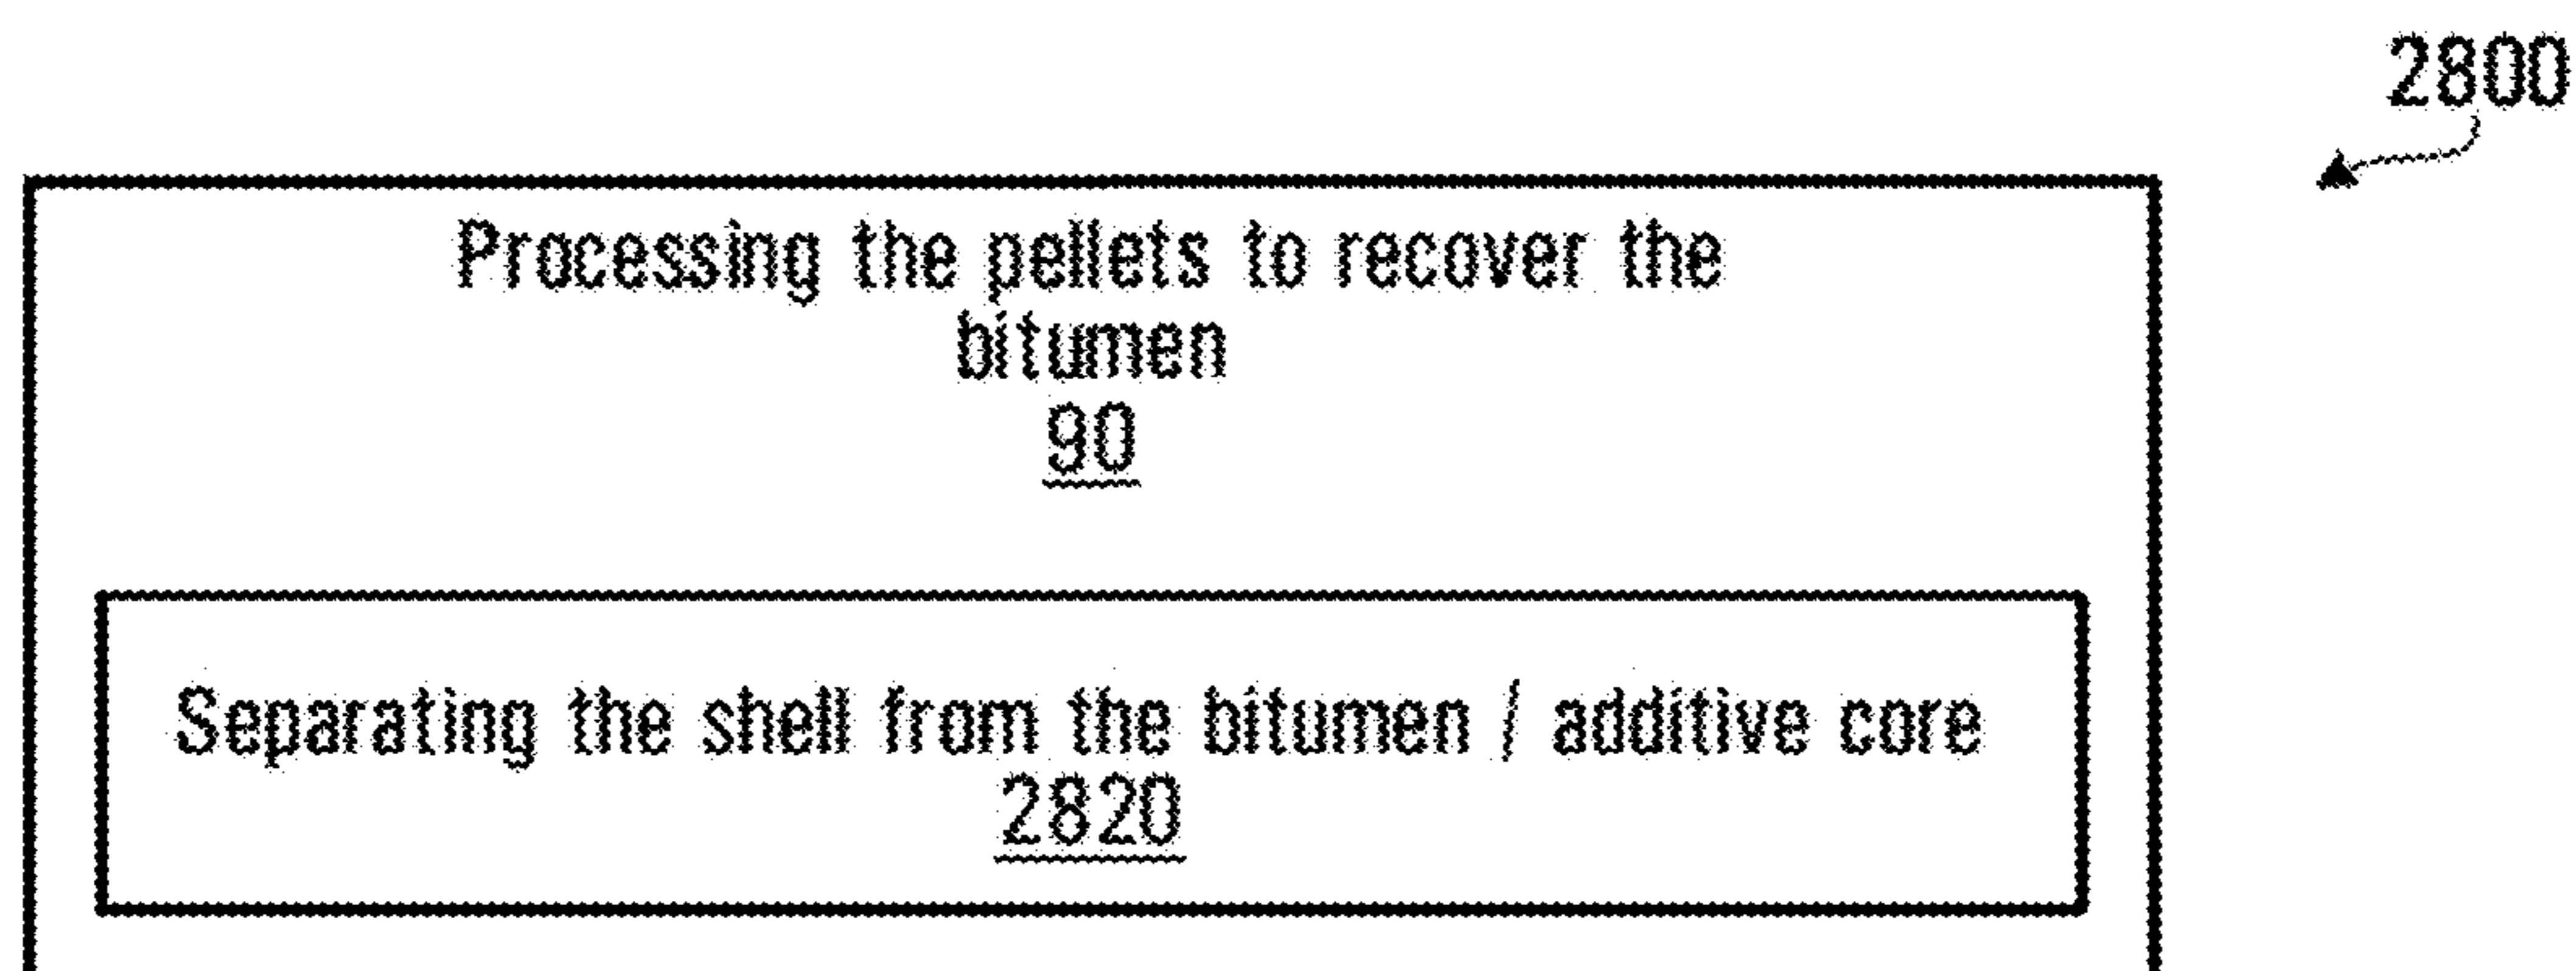 2800
Processing the pellets to recover the
bitumen
90
Separating the shell from the bitumen / additive core
2820